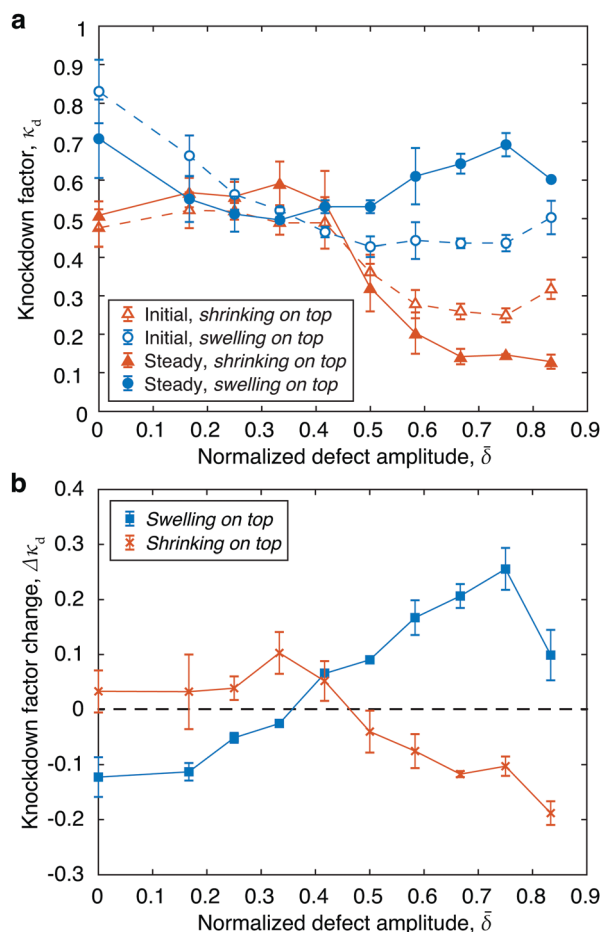 a
1
0.9
0.8
0.7
0.6
0.5
0.4
0.3
0.2
0.1
0
Knockdown factor, κd
Initial, shrinking on top
Initial, swelling on top
Steady, shrinking on top
Steady, swelling on top
0 0.1 0.2 0.3 0.4 0.5 0.6 0.7 0.8 0.9
Normalized defect amplitude, δ̄
b
0.4
0.3
0.2
0.1
0
-0.1
-0.2
-0.3
Knockdown factor change, Δκd
Swelling on top
Shrinking on top
0 0.1 0.2 0.3 0.4 0.5 0.6 0.7 0.8 0.9
Normalized defect amplitude, δ̄